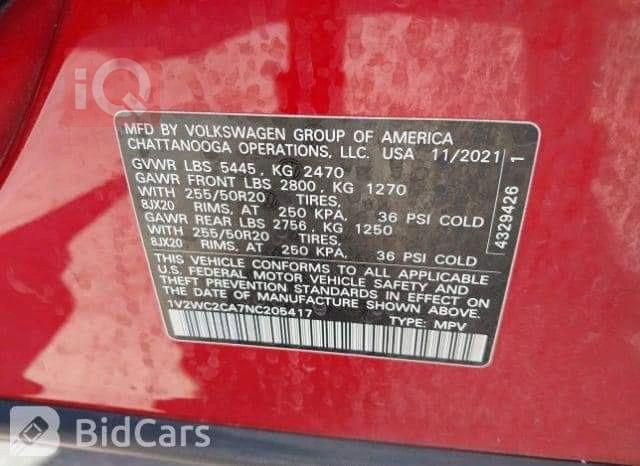 iQ
MFD BY VOLKSWAGEN GROUP OF AMERICA
CHATTANOOGA OPERATIONS, LLC. USA 11/2021
GVWR LBS 5445 , KG 2470
GAWR FRONT LBS 2800 , KG 1270
WITH 255/50R20 TIRES,
8JX20 RIMS, AT 250 KPA, 36 PSI COLD
GAWR REAR LBS 2756 , KG 1250
WITH 255/50R20 TIRES,
8JX20 RIMS, AT 250 KPA, 36 PSI COLD
THIS VEHICLE CONFORMS TO ALL APPLICABLE
U.S. FEDERAL MOTOR VEHICLE SAFETY AND
THEFT PREVENTION STANDARDS IN EFFECT ON
THE DATE OF MANUFACTURE SHOWN ABOVE.
1V2WC2CA7NC205417
TYPE: MPV
4329426 1
BidCars